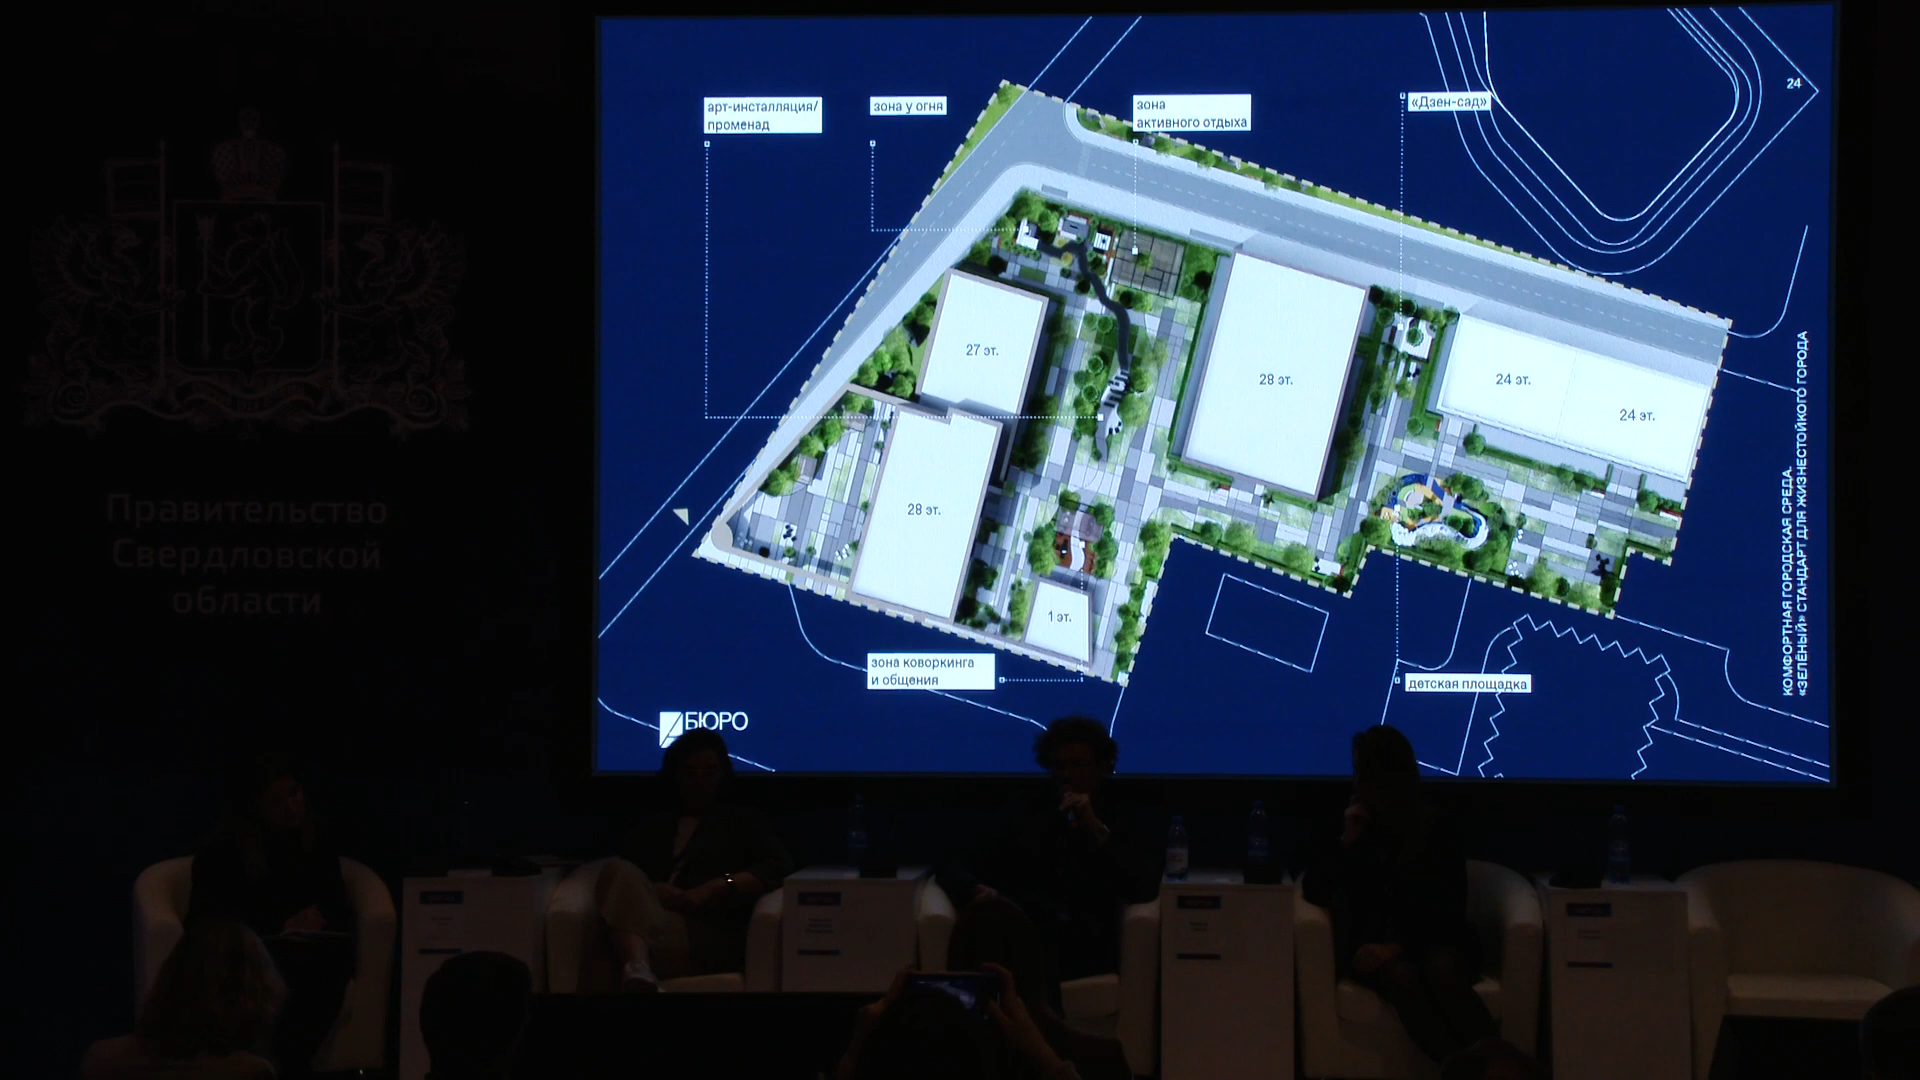 24
арт-инсталляция/
променад
зона у огня
зона
активного отдыха
«Дзен-сад»
27 эт.
28 эт.
24 эт.
24 эт.
28 эт.
1 эт.
зона коворкинга
и общения
детская площадка
БЮРО
КОМФОРТНАЯ ГОРОДСКАЯ СРЕДА.
«ЗЕЛЁНЫЙ» СТАНДАРТ ДЛЯ ЖИЗНЕСТОЙКОГО ГОРОДА
Правительство
Свердловской
области